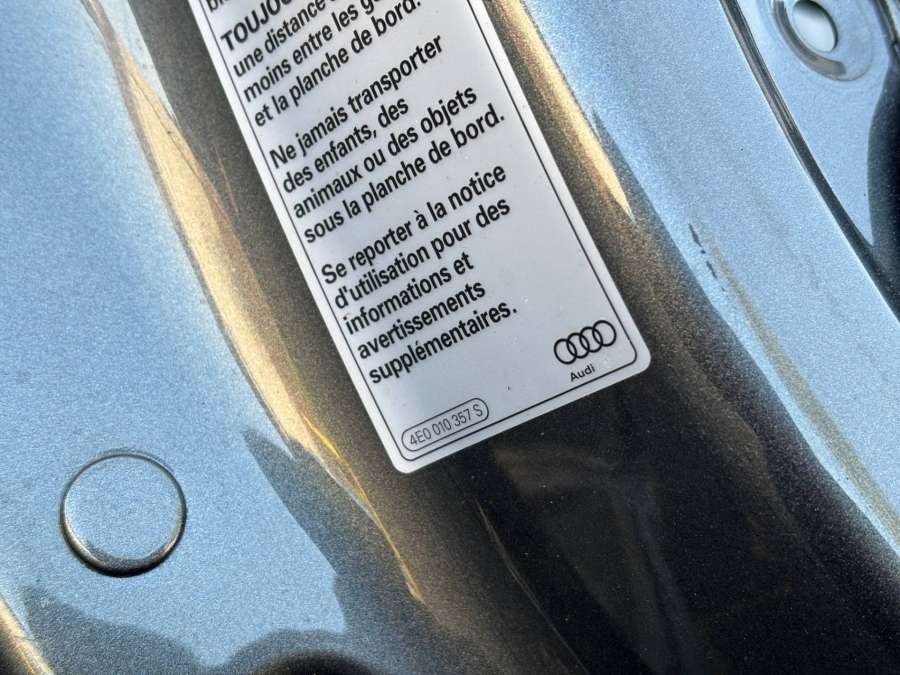 TOUJOU
une distance
moins entre les
et la planche de bord.
Ne jamais transporter
des enfants, des
animaux ou des objets
sous la planche de bord.
Se reporter à la notice
d'utilisation pour des
informations et
avertissements
supplémentaires.
Audi
4E0 010 357 S